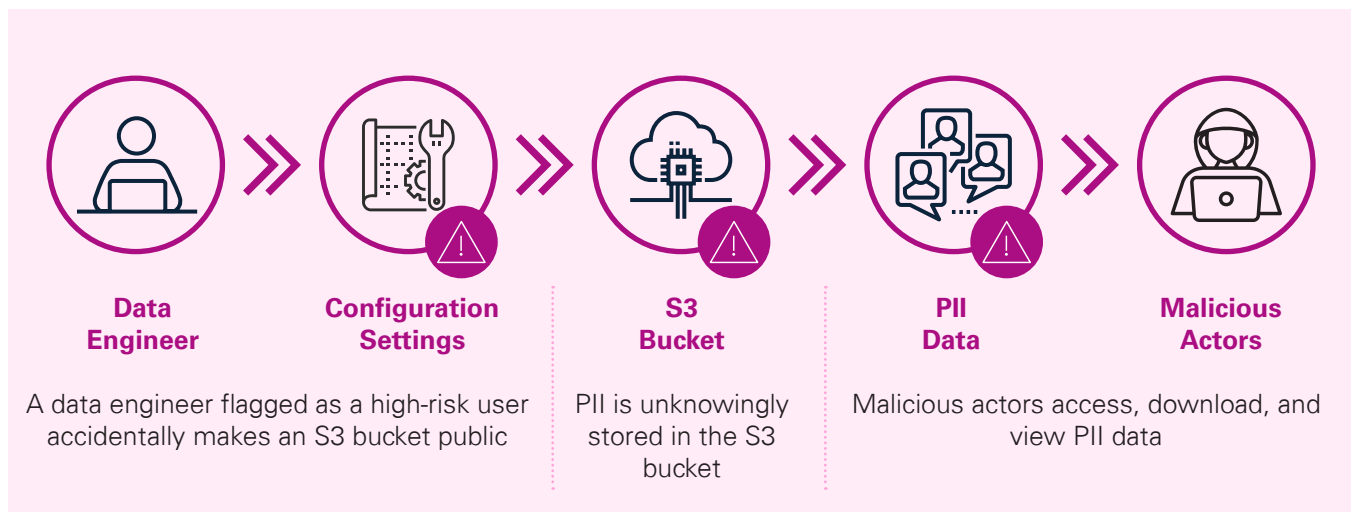 Data
Engineer
Configuration
Settings
S3
Bucket
PII
Data
Malicious
Actors
A data engineer flagged as a high-risk user
accidentally makes an S3 bucket public
PII is unknowingly
stored in the S3
bucket
Malicious actors access, download, and
view PII data